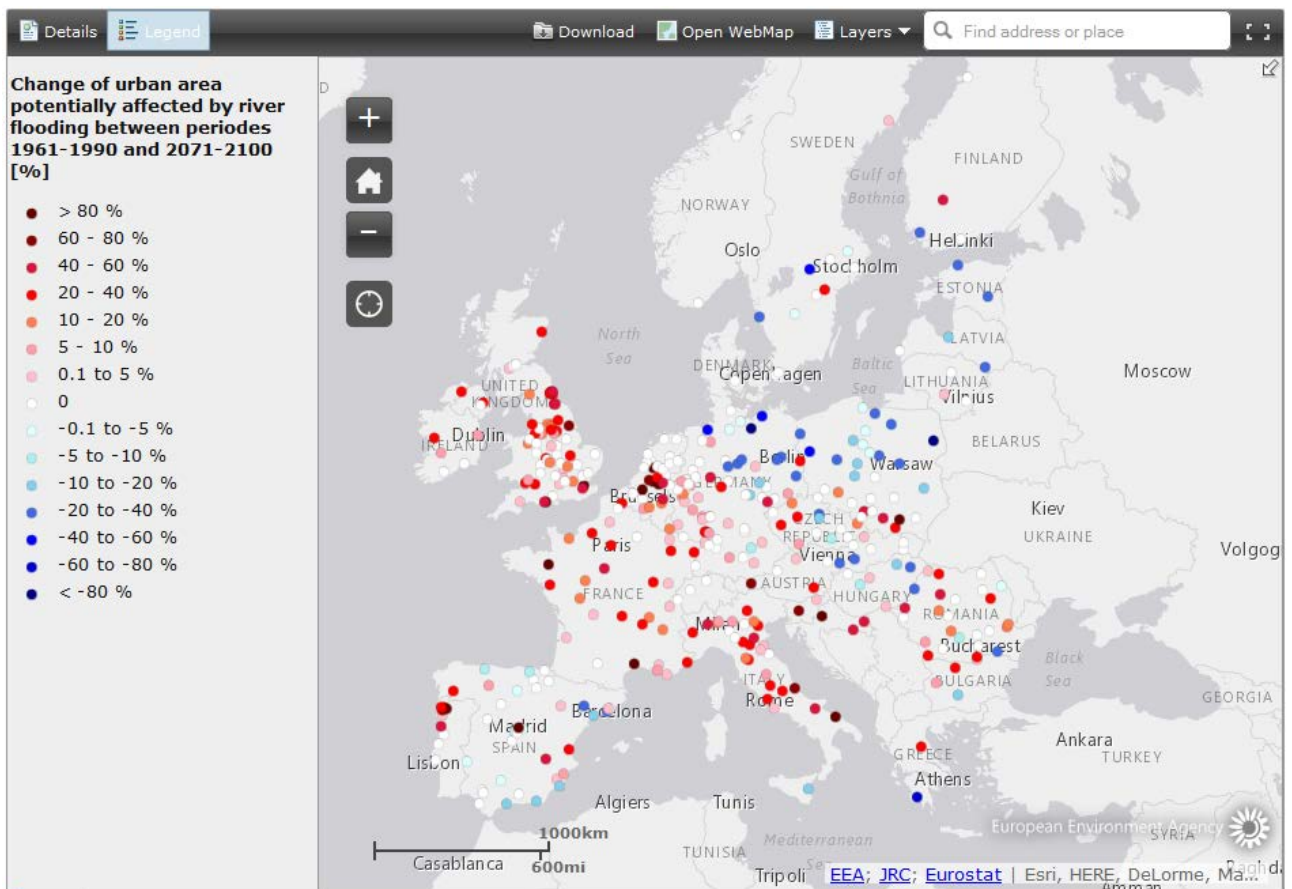 Details
Legend
Download
Open WebMap
Layers
Find address or place
Change of urban area
potentially affected by river
flooding between periodes
1961-1990 and 2071-2100
[%]
> 80 %
60 - 80 %
40 - 60 %
20 - 40 %
10 - 20 %
5 - 10 %
0.1 to 5 %
0
-0.1 to -5 %
-5 to -10 %
-10 to -20 %
-20 to -40 %
-40 to -60 %
-60 to -80 %
< -80 %
D
+
−
SWEDEN
FINLAND
Gulf of
Bothnia
NORWAY
Oslo
Helsinki
Stockholm
ESTONIA
North
Sea
LATVIA
DENMARK
Copenhagen
Baltic
Sea
Moscow
UNITED
KINGDOM
LITHUANIA
Vilnius
Dublin
IRELAND
BELARUS
Berlin
Warsaw
GERMANY
Brussels
Kiev
CZECH
REPUBLIC
UKRAINE
Paris
Vienna
Volgog
AUSTRIA
FRANCE
HUNGARY
ROMANIA
Milan
Bucharest
Black
Sea
ITALY
BULGARIA
Rome
GEORGIA
Barcelona
Madrid
SPAIN
Ankara
TURKEY
Lisbon
GREECE
Athens
Algiers
Tunis
European Environment Agency
SYRIA
1000km
Mediterranean
Sea
TUNISIA
Casablanca
600mi
Tripoli
EEA; JRC; Eurostat | Esri, HERE, DeLorme, Ma...
Baghda
Amman